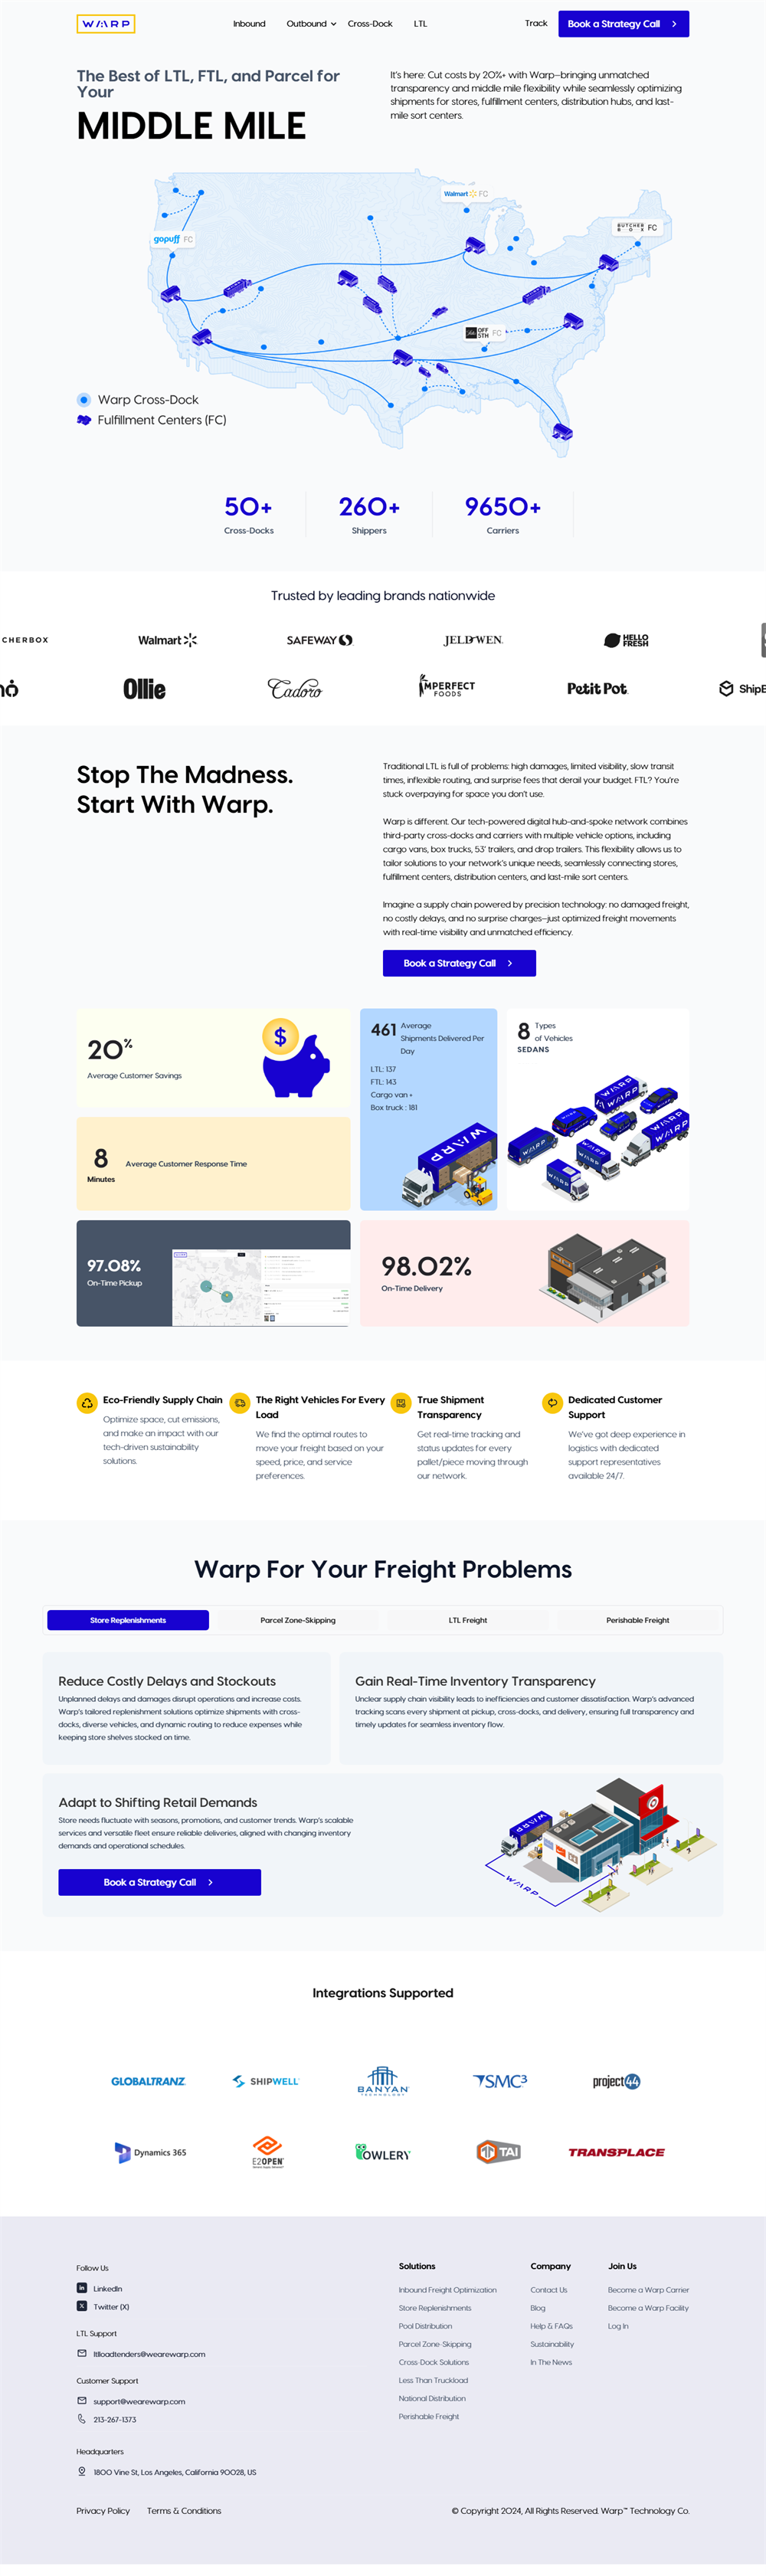 WARP
Inbound
Outbound
Cross-Dock
LTL
Track
Book a Strategy Call
The Best of LTL, FTL, and Parcel for
Your
MIDDLE MILE
It's here: Cut costs by 20%+ with Warp—bringing unmatched
transparency and middle mile flexibility while seamlessly optimizing
shipments for stores, fulfillment centers, distribution hubs, and last-
mile sort centers.
Walmart FC
BUTCHER BOX FC
gopuff FC
OFF 5TH FC
Warp Cross-Dock
Fulfillment Centers (FC)
50+
Cross-Docks
260+
Shippers
9650+
Carriers
Trusted by leading brands nationwide
CHERBOX
Walmart
SAFEWAY
JELD-WEN
HELLO FRESH
Ollie
Cadoro
IMPERFECT FOODS
Petit Pot
ShipE
Stop The Madness.
Start With Warp.
Traditional LTL is full of problems: high damages, limited visibility, slow transit
times, inflexible routing, and surprise fees that derail your budget. FTL? You're
stuck overpaying for space you don't use.
Warp is different. Our tech-powered digital hub-and-spoke network combines
third-party cross-docks and carriers with multiple vehicle options, including
cargo vans, box trucks, 53' trailers, and drop trailers. This flexibility allows us to
tailor solutions to your network's unique needs, seamlessly connecting stores,
fulfillment centers, distribution centers, and last-mile sort centers.
Imagine a supply chain powered by precision technology: no damaged freight,
no costly delays, and no surprise charges—just optimized freight movements
with real-time visibility and unmatched efficiency.
Book a Strategy Call
20%
Average Customer Savings
8
Minutes
Average Customer Response Time
461
Average
Shipments Delivered Per
Day
LTL: 137
FTL: 143
Cargo van +
Box truck : 181
WARP
8
Types
of Vehicles
SEDANS
WARP
WARP
WARP
WARP
WARP
97.08%
On-Time Pickup
98.02%
On-Time Delivery
Eco-Friendly Supply Chain
Optimize space, cut emissions,
and make an impact with our
tech-driven sustainability
solutions.
The Right Vehicles For Every
Load
We find the optimal routes to
move your freight based on your
speed, price, and service
preferences.
True Shipment
Transparency
Get real-time tracking and
status updates for every
pallet/piece moving through
our network.
Dedicated Customer
Support
We've got deep experience in
logistics with dedicated
support representatives
available 24/7.
Warp For Your Freight Problems
Store Replenishments
Parcel Zone-Skipping
LTL Freight
Perishable Freight
Reduce Costly Delays and Stockouts
Unplanned delays and damages disrupt operations and increase costs.
Warp's tailored replenishment solutions optimize shipments with cross-
docks, diverse vehicles, and dynamic routing to reduce expenses while
keeping store shelves stocked on time.
Gain Real-Time Inventory Transparency
Unclear supply chain visibility leads to inefficiencies and customer dissatisfaction. Warp's advanced
tracking scans every shipment at pickup, cross-docks, and delivery, ensuring full transparency and
timely updates for seamless inventory flow.
Adapt to Shifting Retail Demands
Store needs fluctuate with seasons, promotions, and customer trends. Warp's scalable
services and versatile fleet ensure reliable deliveries, aligned with changing inventory
demands and operational schedules.
Book a Strategy Call
WARP
WARP
Integrations Supported
GLOBALTRANZ
SHIPWELL
BANYAN
TECHNOLOGY
SMC3
project44
Dynamics 365
E2OPEN
OWLERY
TAI
TRANSPLACE
Follow Us
LinkedIn
Twitter (X)
LTL Support
ltlloadtenders@wearewarp.com
Customer Support
support@wearewarp.com
213-267-1373
Headquarters
1800 Vine St, Los Angeles, California 90028, US
Solutions
Inbound Freight Optimization
Store Replenishments
Pool Distribution
Parcel Zone-Skipping
Cross-Dock Solutions
Less Than Truckload
National Distribution
Perishable Freight
Company
Contact Us
Blog
Help & FAQs
Sustainability
In The News
Join Us
Become a Warp Carrier
Become a Warp Facility
Log In
Privacy Policy
Terms & Conditions
© Copyright 2024, All Rights Reserved. Warp™ Technology Co.